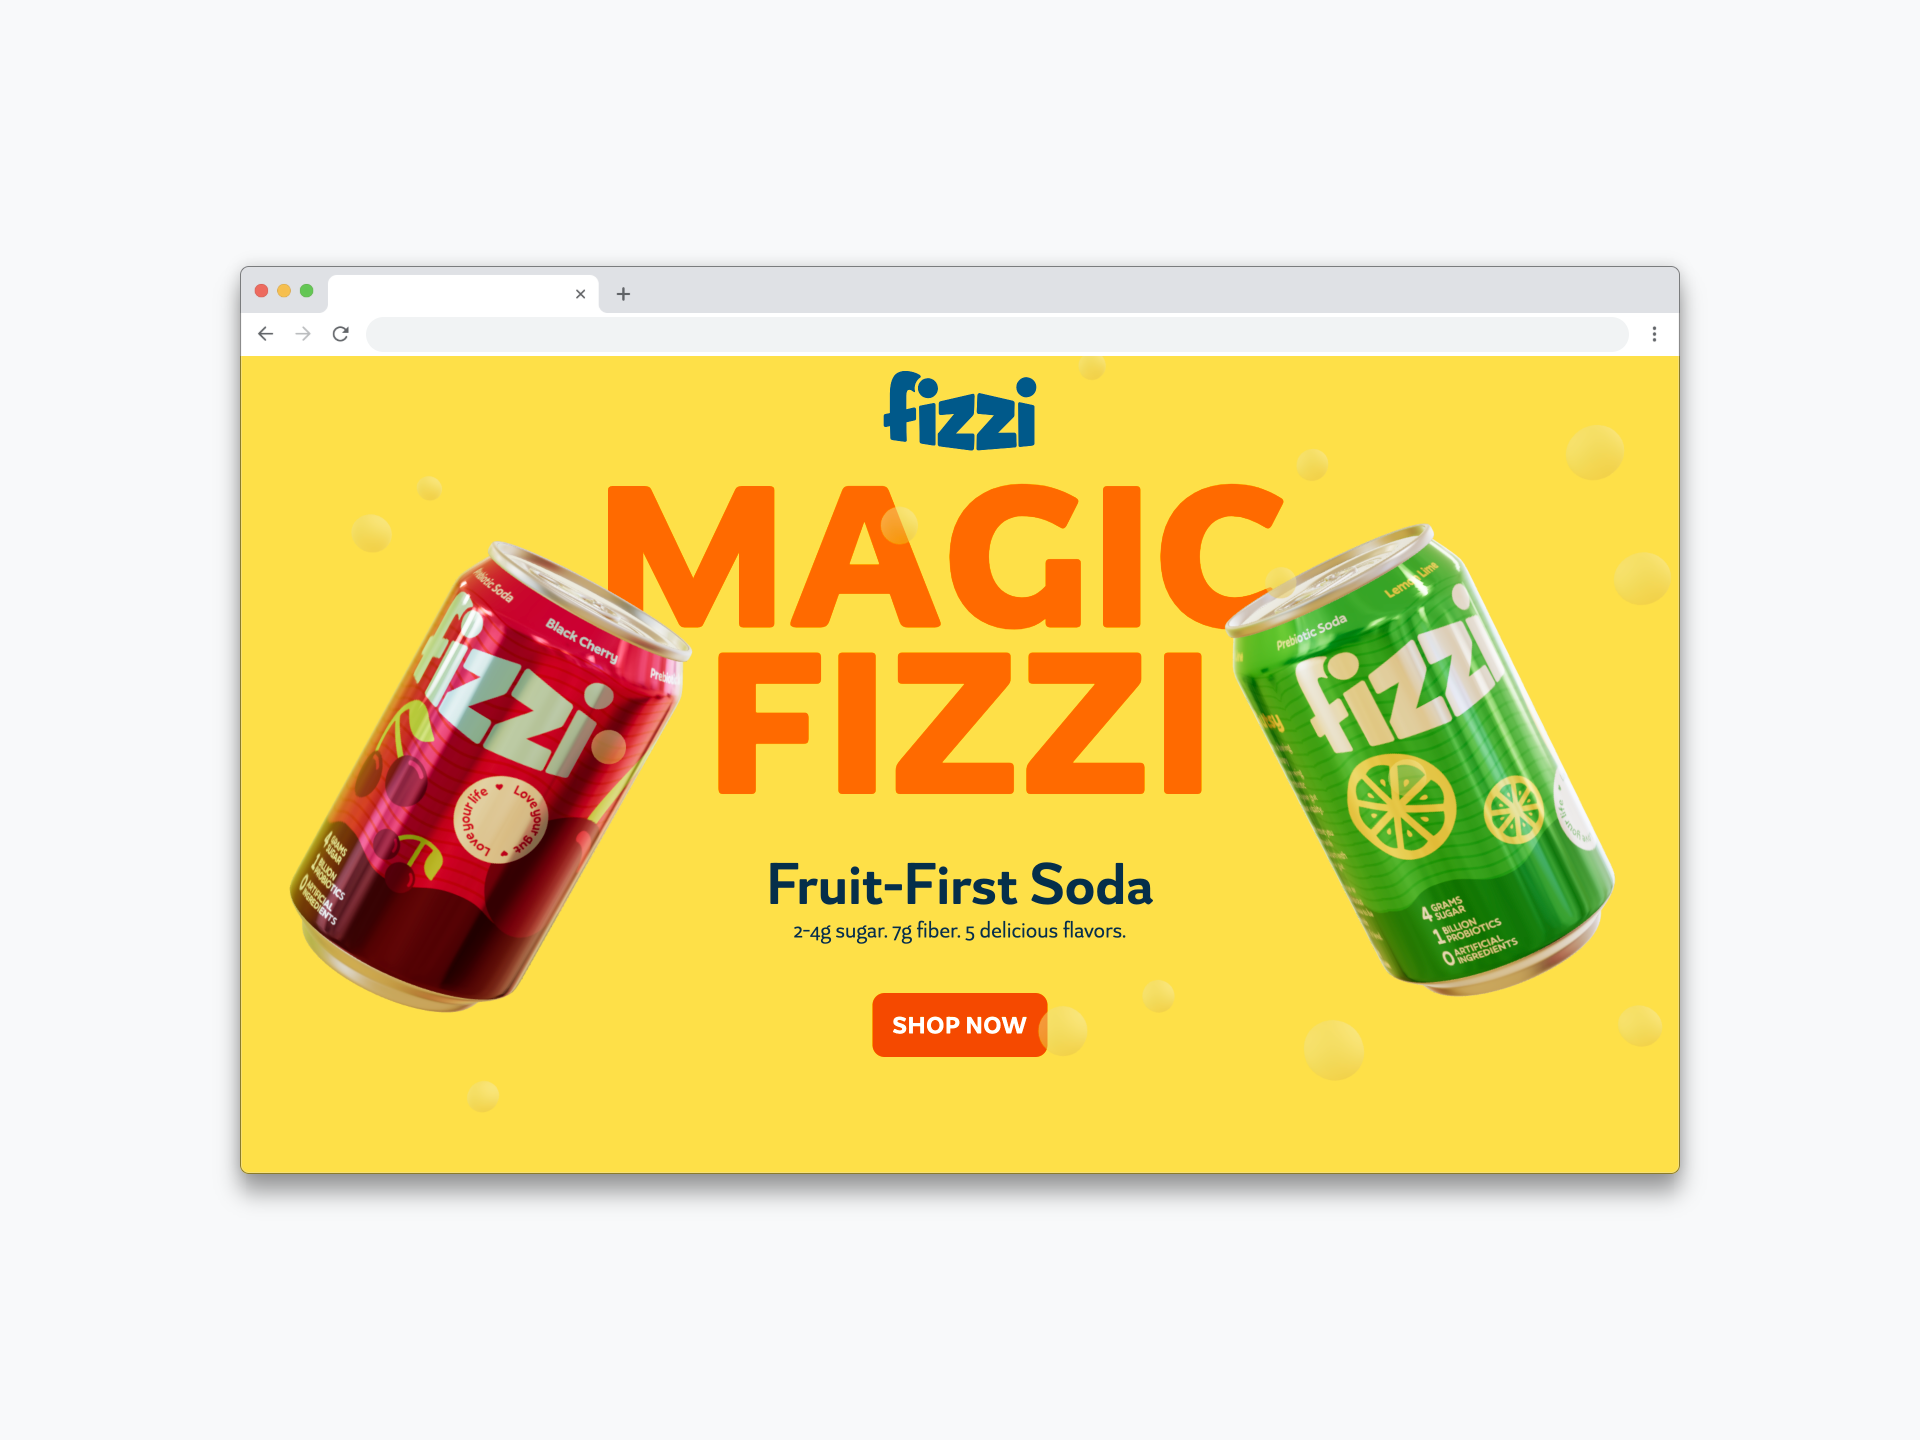 fizzi
MAGIC
FIZZI
Fruit-First Soda
2-4g sugar. 7g fiber. 5 delicious flavors.
SHOP NOW
Soda
Black Cherry
fizzi
Love your life ♥ Love your gut ♥
4 GRAMS
SUGAR
1 BILLION
PROBIOTICS
0 ARTIFICIAL
INGREDIENTS
Prebiotic Soda
Lemon Lime
fizzi
your life
4 GRAMS
SUGAR
1 BILLION
PROBIOTICS
0 ARTIFICIAL
INGREDIENTS